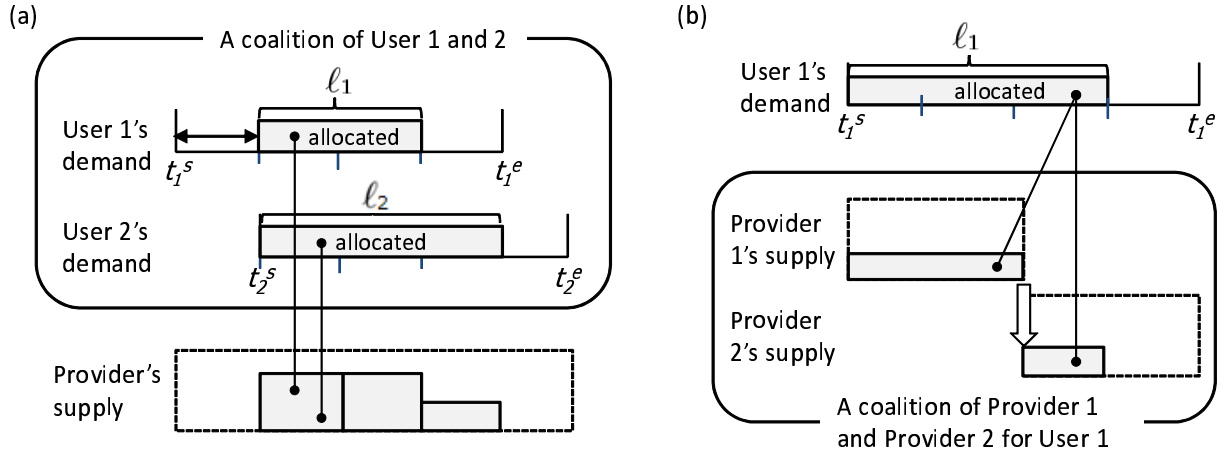 (a)
A coalition of User 1 and 2
ℓ1
User 1's
demand
allocated
t1s
t1e
ℓ2
User 2's
demand
allocated
t2s
t2e
Provider's
supply
(b)
ℓ1
User 1's
demand
allocated
t1s
t1e
Provider
1's supply
Provider
2's supply
A coalition of Provider 1
and Provider 2 for User 1